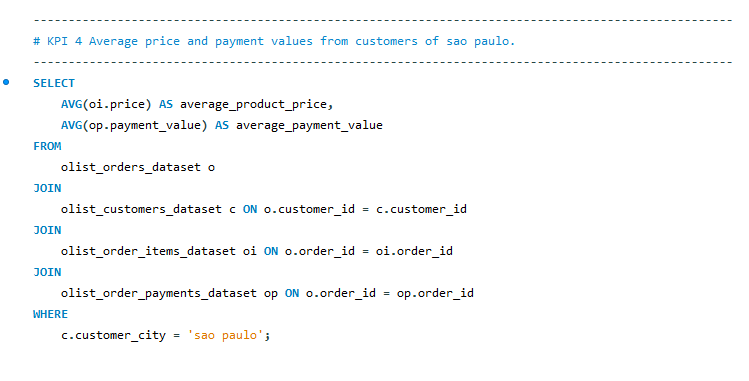 ----------------------------------------------------------------------------------------------------
# KPI 4 Average price and payment values from customers of sao paulo.
----------------------------------------------------------------------------------------------------
SELECT
    AVG(oi.price) AS average_product_price,
    AVG(op.payment_value) AS average_payment_value
FROM
    olist_orders_dataset o
JOIN
    olist_customers_dataset c ON o.customer_id = c.customer_id
JOIN
    olist_order_items_dataset oi ON o.order_id = oi.order_id
JOIN
    olist_order_payments_dataset op ON o.order_id = op.order_id
WHERE
    c.customer_city = 'sao paulo';